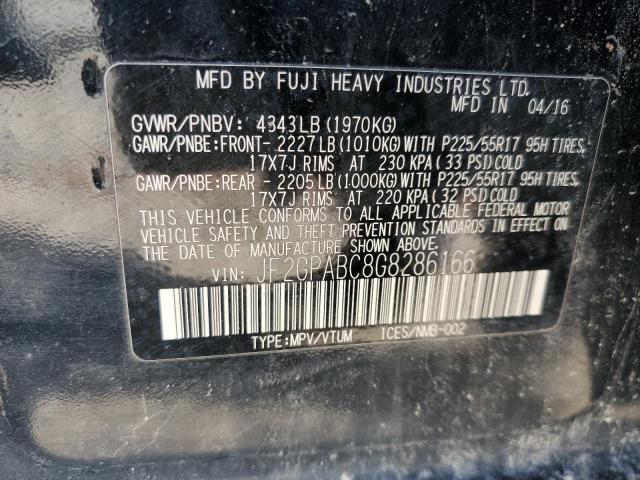 MFD BY FUJI HEAVY INDUSTRIES LTD.
MFD IN 04/16
GVWR/PNBV: 4343LB (1970KG)
GAWR/PNBE:FRONT- 2227LB (1010KG) WITH P225/55R17 95H TIRES,
17X7J RIMS AT 230 KPA (33 PSI) COLD
GAWR/PNBE:REAR - 2205LB (1000KG) WITH P225/55R17 95H TIRES,
17X7J RIMS AT 220 KPA (32 PSI) COLD
THIS VEHICLE CONFORMS TO ALL APPLICABLE FEDERAL MOTOR
VEHICLE SAFETY AND THEFT PREVENTION STANDARDS IN EFFECT ON
THE DATE OF MANUFACTURE SHOWN ABOVE.
VIN: JF2GPABC8G8286166
TYPE:MPV/VTUM ICES/NMB-002